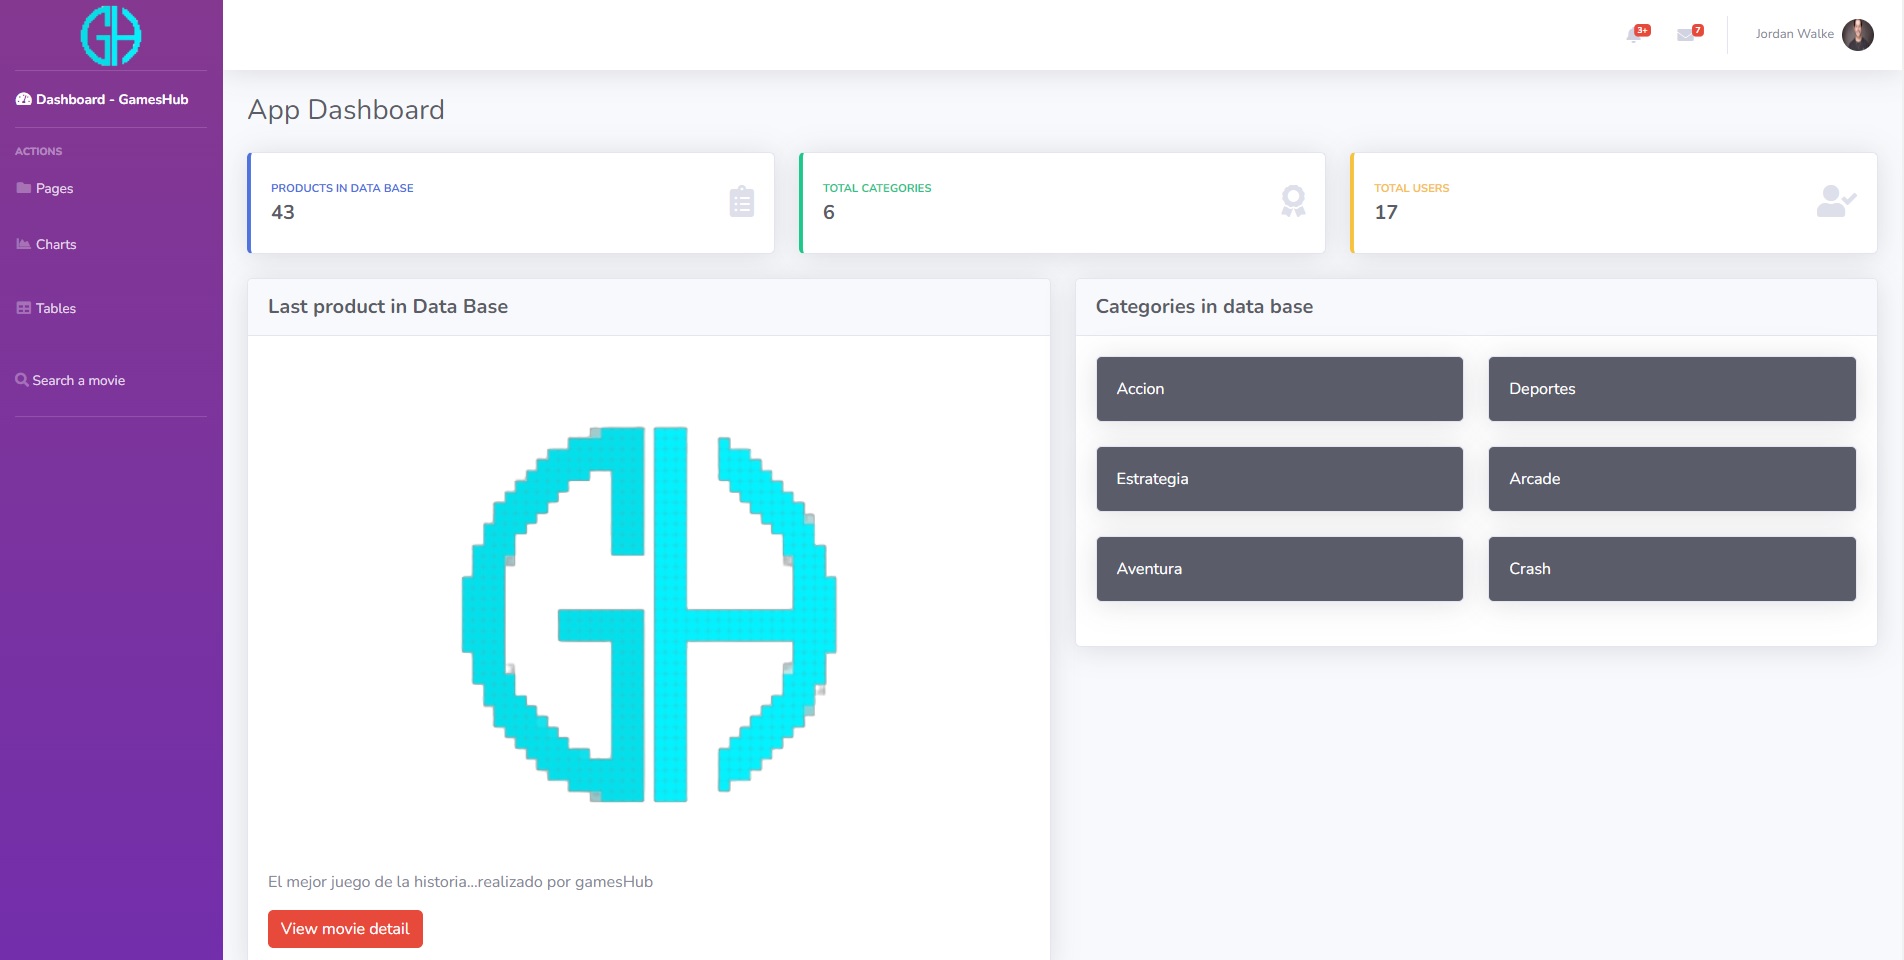 GH
Dashboard - GamesHub
ACTIONS
Pages
Charts
Tables
Search a movie
3+
7
Jordan Walke
App Dashboard
PRODUCTS IN DATA BASE
43
TOTAL CATEGORIES
6
TOTAL USERS
17
Last product in Data Base
GH
El mejor juego de la historia...realizado por gamesHub
View movie detail
Categories in data base
Accion
Deportes
Estrategia
Arcade
Aventura
Crash